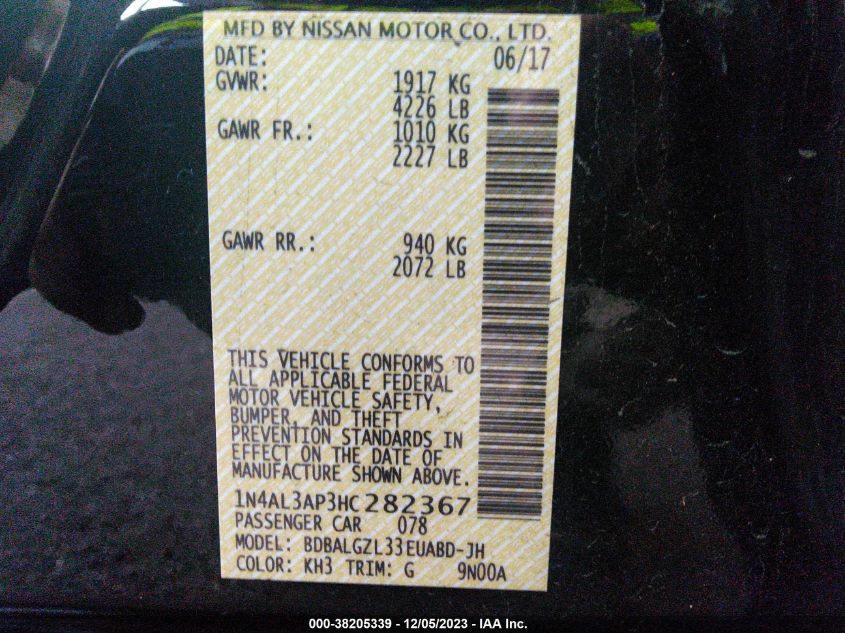 MFD BY NISSAN MOTOR CO., LTD.
DATE: 06/17
GVWR: 1917 KG
4226 LB
GAWR FR.: 1010 KG
2227 LB
GAWR RR.: 940 KG
2072 LB
THIS VEHICLE CONFORMS TO
ALL APPLICABLE FEDERAL
MOTOR VEHICLE SAFETY,
BUMPER, AND THEFT
PREVENTION STANDARDS IN
EFFECT ON THE DATE OF
MANUFACTURE SHOWN ABOVE.
1N4AL3AP3HC282367
PASSENGER CAR 078
MODEL: BDBALGZL33EUABD-JH
COLOR: KH3 TRIM: G 9N00A
000-38205339 - 12/05/2023 - IAA Inc.